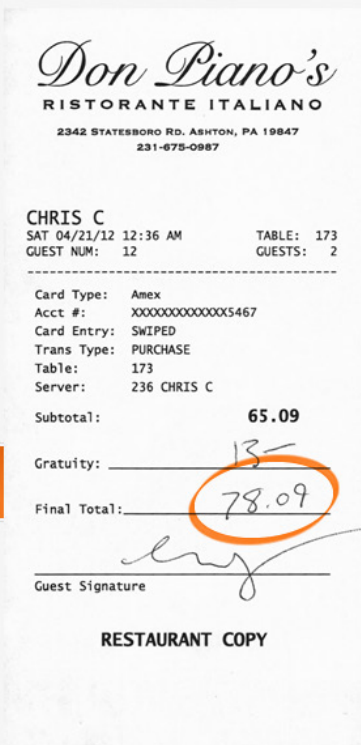 Don Piano's
RISTORANTE ITALIANO
2342 STATESBORO RD. ASHTON, PA 19847
231-675-0987
CHRIS C
SAT 04/21/12 12:36 AM TABLE: 173
GUEST NUM: 12 GUESTS: 2
Card Type: Amex
Acct #: XXXXXXXXXXXXX5467
Card Entry: SWIPED
Trans Type: PURCHASE
Table: 173
Server: 236 CHRIS C
Subtotal: 65.09
Gratuity: 13—
Final Total: 78.09
Guest Signature
RESTAURANT COPY